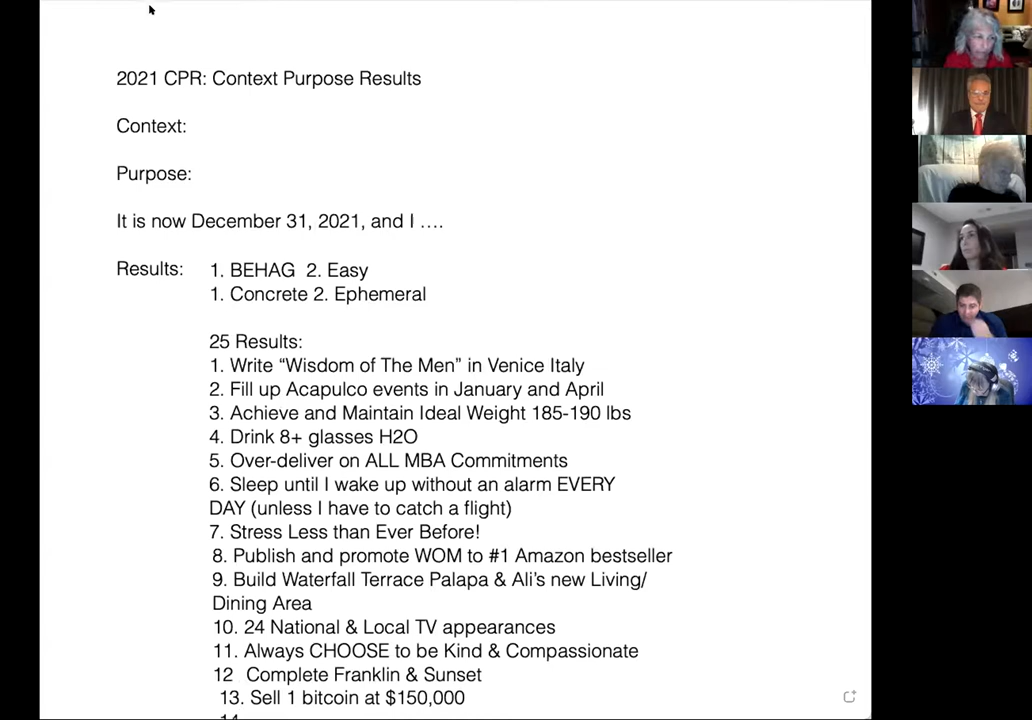 2021 CPR: Context Purpose Results
Context:
Purpose:
It is now December 31, 2021, and I ….
Results: 1. BEHAG 2. Easy
1. Concrete 2. Ephemeral
25 Results:
1. Write “Wisdom of The Men” in Venice Italy
2. Fill up Acapulco events in January and April
3. Achieve and Maintain Ideal Weight 185-190 lbs
4. Drink 8+ glasses H2O
5. Over-deliver on ALL MBA Commitments
6. Sleep until I wake up without an alarm EVERY
DAY (unless I have to catch a flight)
7. Stress Less than Ever Before!
8. Publish and promote WOM to #1 Amazon bestseller
9. Build Waterfall Terrace Palapa & Ali’s new Living/
Dining Area
10. 24 National & Local TV appearances
11. Always CHOOSE to be Kind & Compassionate
12 Complete Franklin & Sunset
13. Sell 1 bitcoin at $150,000
14